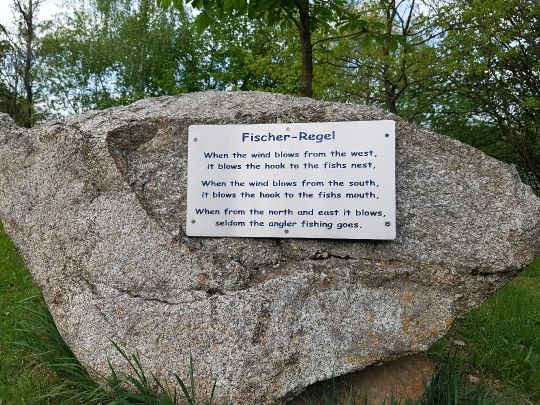 Fischer-Regel
When the wind blows from the west,
it blows the hook to the fishs nest,
When the wind blows from the south,
it blows the hook to the fishs mouth,
When from the north and east it blows,
seldom the angler fishing goes.